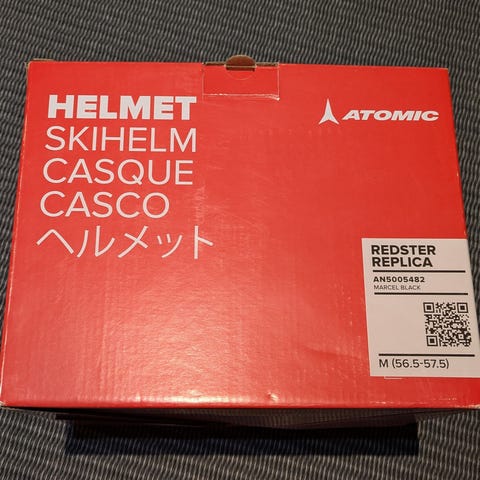 HELMET
SKIHELM
CASQUE
CASCO
ヘルメット
ATOMIC
REDSTER
REPLICA
AN5005482
MARCEL BLACK
M (56.5-57.5)